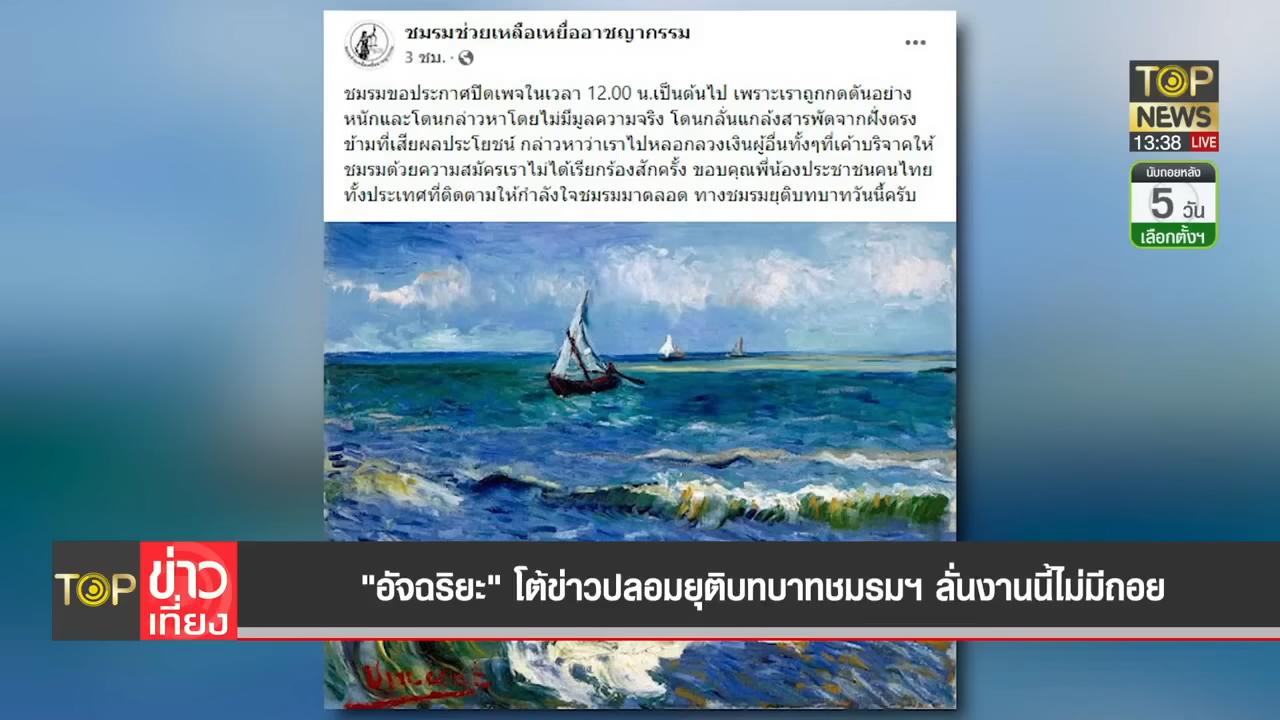 ชมรมช่วยเหลือเหยื่ออาชญากรรม
3 ชม.
ชมรมขอประกาศปิดเพจในเวลา 12.00 น.เป็นต้นไป เพราะเราถูกกดดันอย่าง
หนักและโดนกล่าวหาโดยไม่มีมูลความจริง โดนกลั่นแกล้งสารพัดจากฝั่งตรง
ข้ามที่เสียผลประโยชน์ กล่าวหาว่าเราไปหลอกลวงเงินผู้อื่นทั้งๆที่เค้าบริจาคให้
ชมรมด้วยความสมัครเราไม่ได้เรียกร้องสักครั้ง ขอบคุณพี่น้องประชาชนคนไทย
ทั้งประเทศที่ติดตามให้กำลังใจชมรมมาตลอด ทางชมรมยุติบทบาทวันนี้ครับ
TOP
NEWS
13:38 LIVE
นับถอยหลัง
5 วัน
เลือกตั้งฯ
TOP
ข่าว
เที่ยง
"อัจฉริยะ" โต้ข่าวปลอมยุติบทบาทชมรมฯ ลั่นงานนี้ไม่มีถอย
Vincent